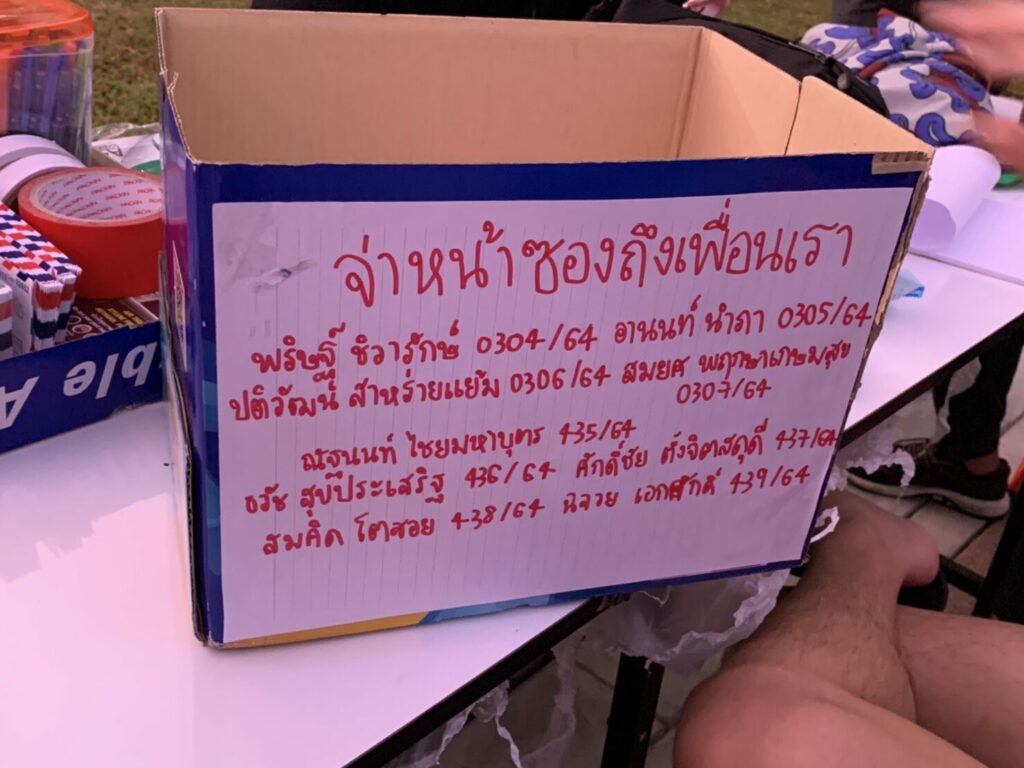 จ่าหน้าซองถึงเพื่อนเรา
พริษฐ์ ชิวารักษ์ 0304/64 อานนท์ นำภา 0305/64
ปติวัฒน์ สาหร่ายแย้ม 0306/64 สมยศ พฤกษาเกษมสุข
0307/64
ณฐนนท์ ไชยมหาบุตร 435/64
ธวัช สุขประเสริฐ 436/64 ศักดิ์ชัย ตั้งจิตสดุดี 437/64
สมคิด โตสอย 438/64 ฉลวย เอกศักดิ์ 439/64
ble A